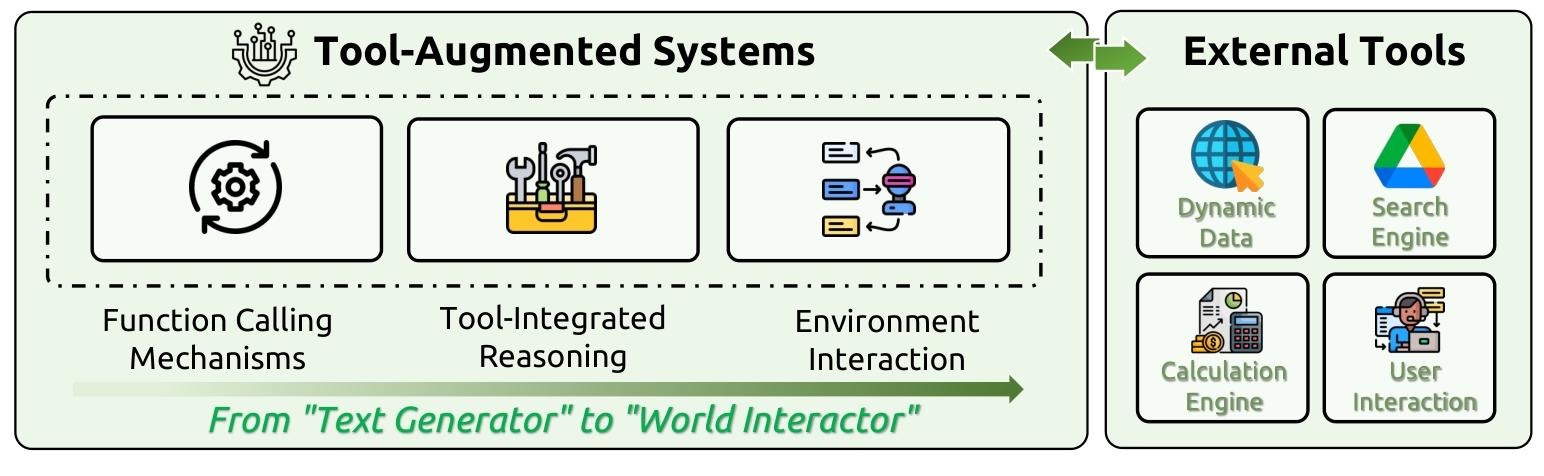 Tool-Augmented Systems
Function Calling
Mechanisms
Tool-Integrated
Reasoning
Environment
Interaction
From "Text Generator" to "World Interactor"
External Tools
Dynamic
Data
Search
Engine
Calculation
Engine
User
Interaction